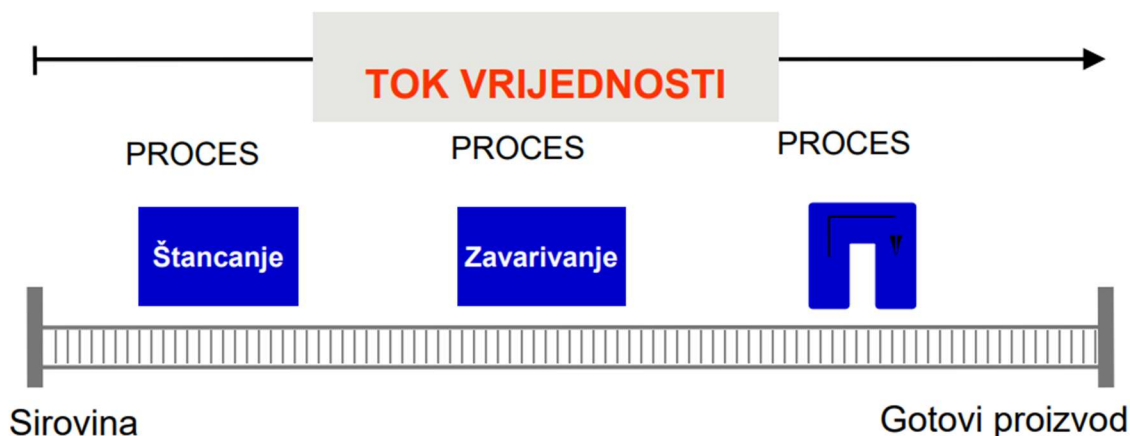 TOK VRIJEDNOSTI
PROCES
PROCES
PROCES
Štancanje
Zavarivanje
Sirovina
Gotovi proizvod